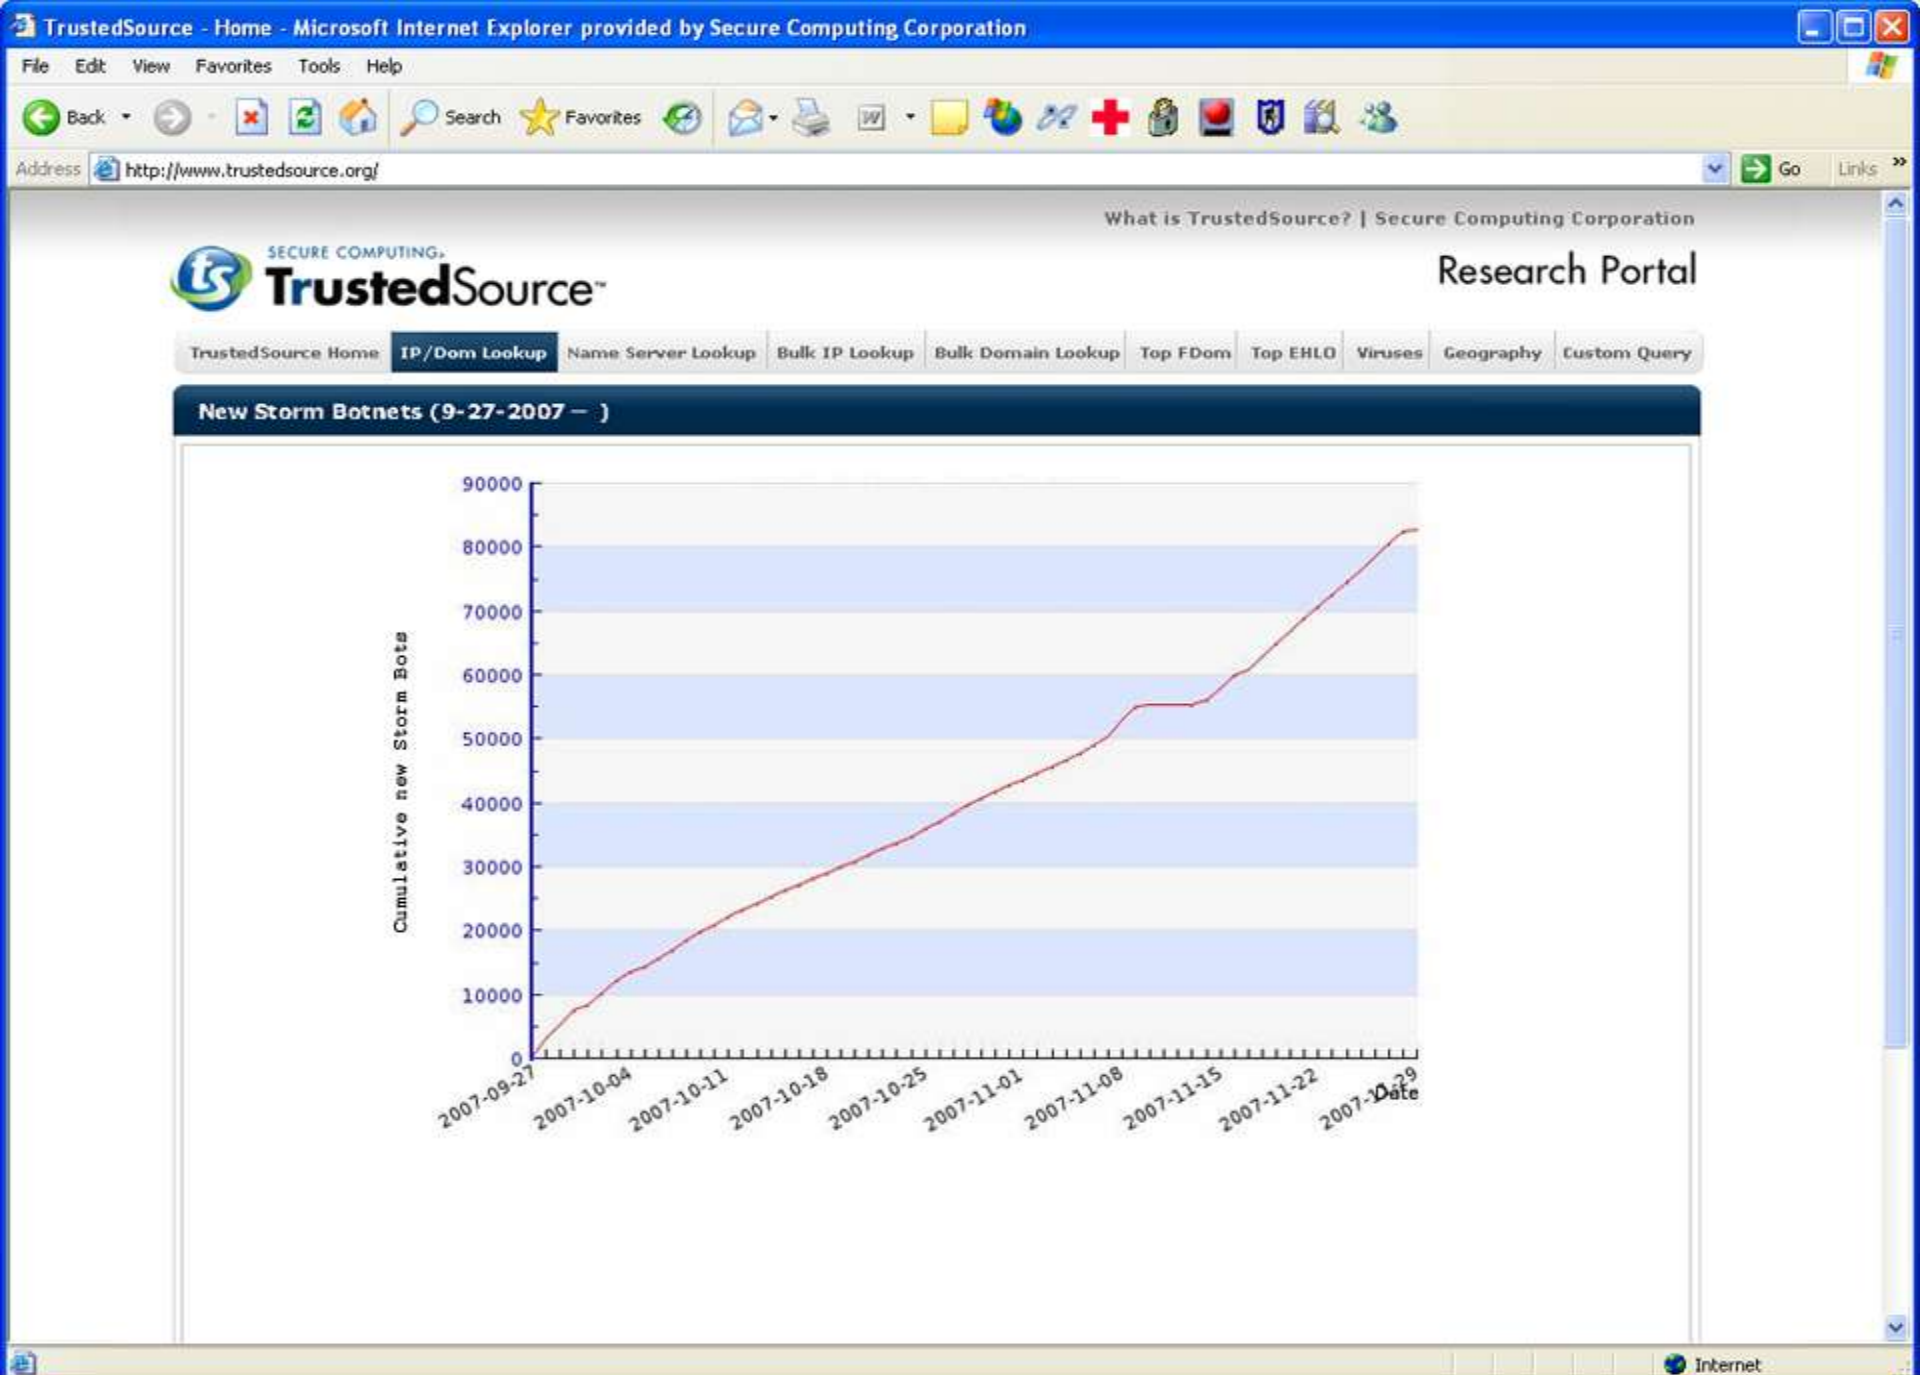 TrustedSource - Home - Microsoft Internet Explorer provided by Secure Computing Corporation
File Edit View Favorites Tools Help
Back Search Favorites
Address http://www.trustedsource.org/ Go Links »
What is TrustedSource? | Secure Computing Corporation
ts SECURE COMPUTING.
TrustedSource™
Research Portal
TrustedSource Home IP/Dom Lookup Name Server Lookup Bulk IP Lookup Bulk Domain Lookup Top FDom Top EHLO Viruses Geography Custom Query
New Storm Botnets (9-27-2007 – )
Cumulative new Storm Bots
90000
80000
70000
60000
50000
40000
30000
20000
10000
0
2007-09-27 2007-10-04 2007-10-11 2007-10-18 2007-10-25 2007-11-01 2007-11-08 2007-11-15 2007-11-22
Date
Internet